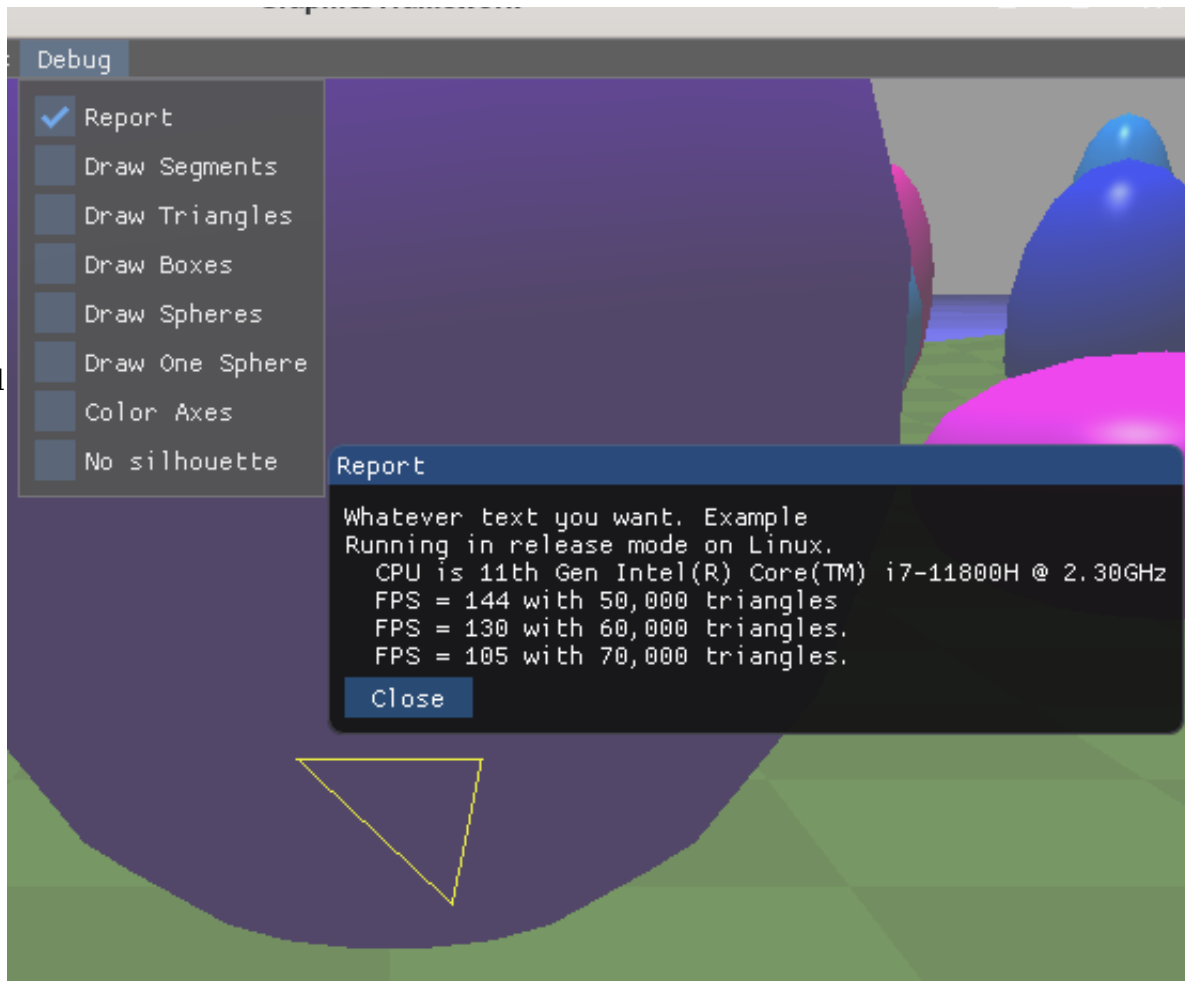 Debug
Report
Draw Segments
Draw Triangles
Draw Boxes
Draw Spheres
Draw One Sphere
Color Axes
No silhouette
Report
Whatever text you want. Example
Running in release mode on Linux.
CPU is 11th Gen Intel(R) Core(TM) i7-11800H @ 2.30GHz
FPS = 144 with 50,000 triangles
FPS = 130 with 60,000 triangles.
FPS = 105 with 70,000 triangles.
Close